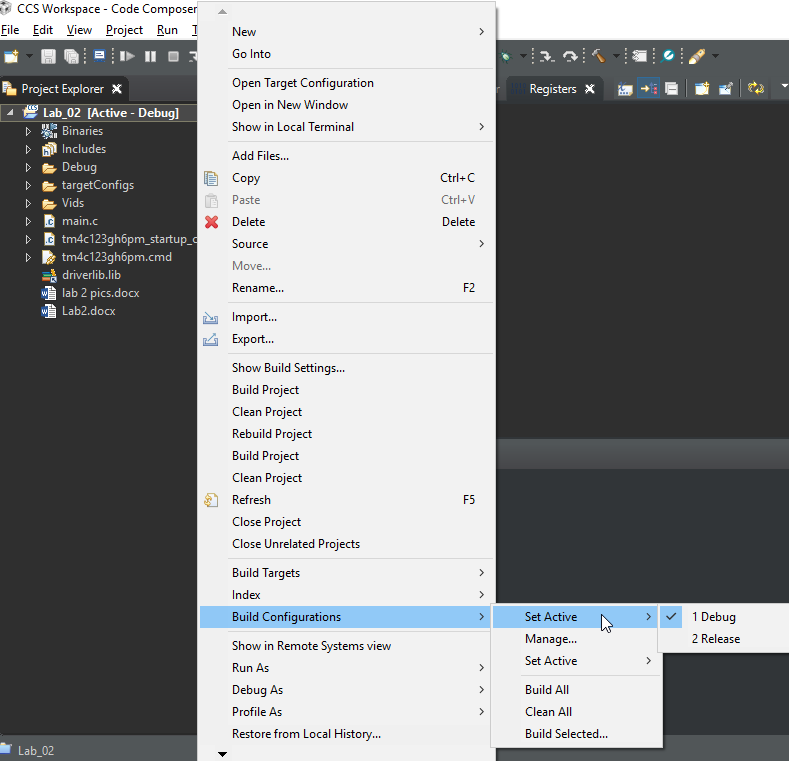 CCS Workspace - Code Composer
File Edit View Project Run
Project Explorer
Registers
Lab_02 [Active - Debug]
Binaries
Includes
Debug
targetConfigs
Vids
main.c
tm4c123gh6pm_startup_c
tm4c123gh6pm.cmd
driverlib.lib
lab 2 pics.docx
Lab2.docx
New
Go Into
Open Target Configuration
Open in New Window
Show in Local Terminal
Add Files...
Copy Ctrl+C
Paste Ctrl+V
Delete Delete
Source
Move...
Rename... F2
Import...
Export...
Show Build Settings...
Build Project
Clean Project
Rebuild Project
Build Project
Clean Project
Refresh F5
Close Project
Close Unrelated Projects
Build Targets
Index
Build Configurations
Show in Remote Systems view
Run As
Debug As
Profile As
Restore from Local History...
Set Active
Manage...
Set Active
Build All
Clean All
Build Selected...
1 Debug
2 Release
Lab_02